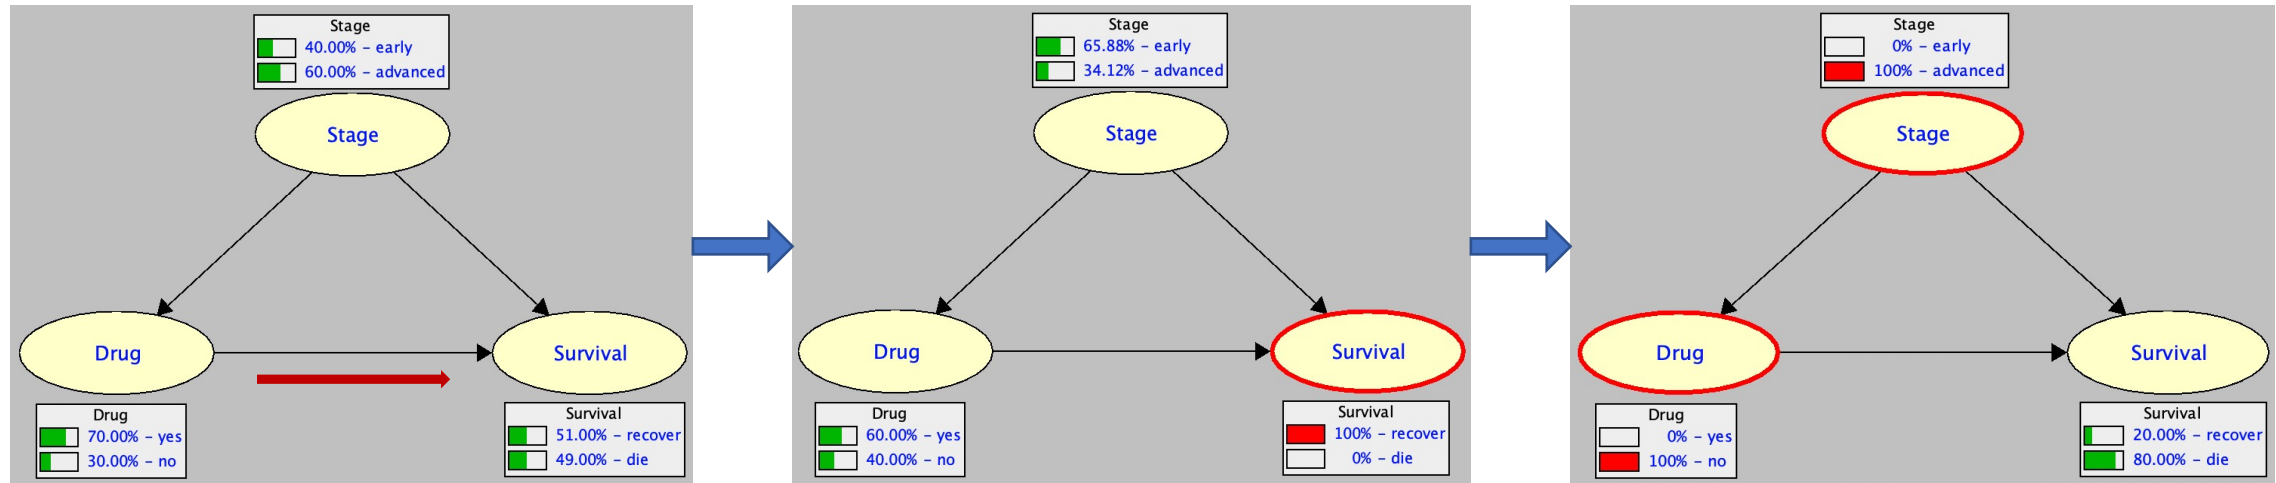 Stage
40.00% – early
60.00% – advanced
Stage
Drug
Survival
Drug
70.00% – yes
30.00% – no
Survival
51.00% – recover
49.00% – die
Stage
65.88% – early
34.12% – advanced
Stage
Drug
Survival
Drug
60.00% – yes
40.00% – no
Survival
100% – recover
0% – die
Stage
0% – early
100% – advanced
Stage
Drug
Survival
Drug
0% – yes
100% – no
Survival
20.00% – recover
80.00% – die